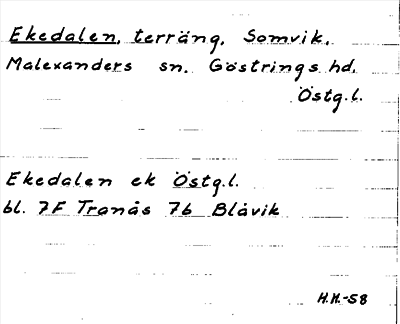 Ekedalen, terräng, Somvik,
Malexanders sn. Göstrings hd,
Östg.l.
Ekedalen ek Östg.l.
bl. 7F Tranås 7b Blåvik
H.H.-58